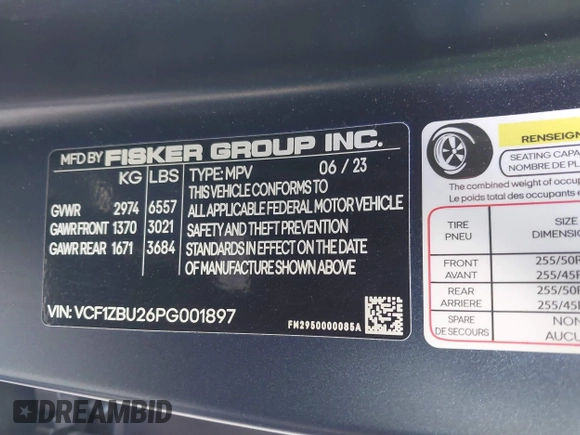 MFD BY FISKER GROUP INC.
KG LBS TYPE: MPV 06 / 23
GVWR 2974 6557
GAWR FRONT 1370 3021
GAWR REAR 1671 3684
THIS VEHICLE CONFORMS TO
ALL APPLICABLE FEDERAL MOTOR VEHICLE
SAFETY AND THEFT PREVENTION
STANDARDS IN EFFECT ON THE DATE
OF MANUFACTURE SHOWN ABOVE
VIN: VCF1ZBU26PG001897
FM2950000085A
RENSEIGN
SEATING CAPA
NOMBRE DE PL
The combined weight of occup
Le poids total des occupants e
TIRE SIZE
PNEU DIMENSI
FRONT 255/50R
AVANT 255/45R
REAR 255/50R
ARRIERE 255/45R
SPARE NON
DE SECOURS AUCU
DREAMBID